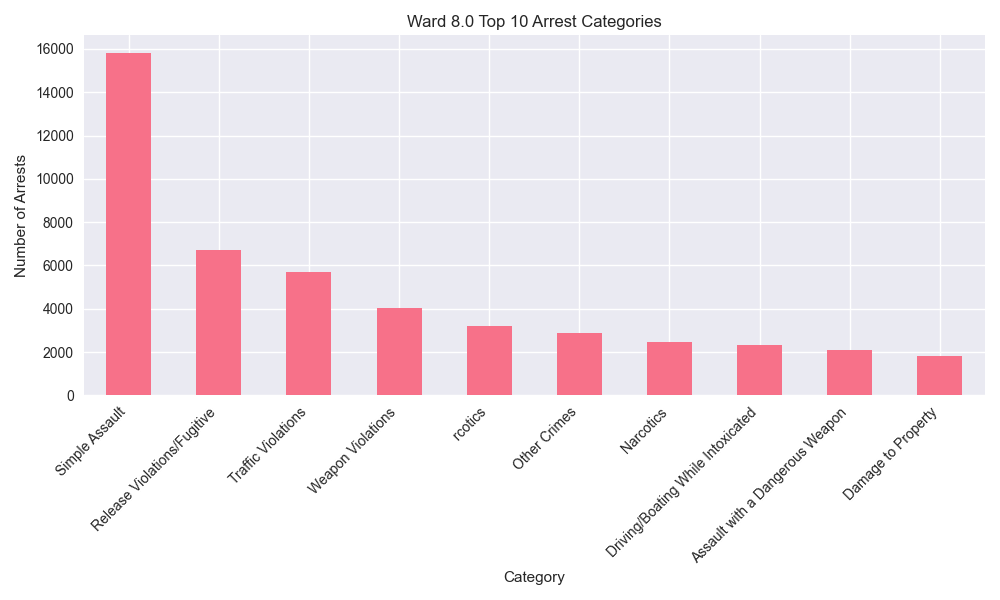 Ward 8.0 Top 10 Arrest Categories
Number of Arrests
16000
14000
12000
10000
8000
6000
4000
2000
0
Simple Assault
Release Violations/Fugitive
Traffic Violations
Weapon Violations
rcotics
Other Crimes
Narcotics
Driving/Boating While Intoxicated
Assault with a Dangerous Weapon
Damage to Property
Category